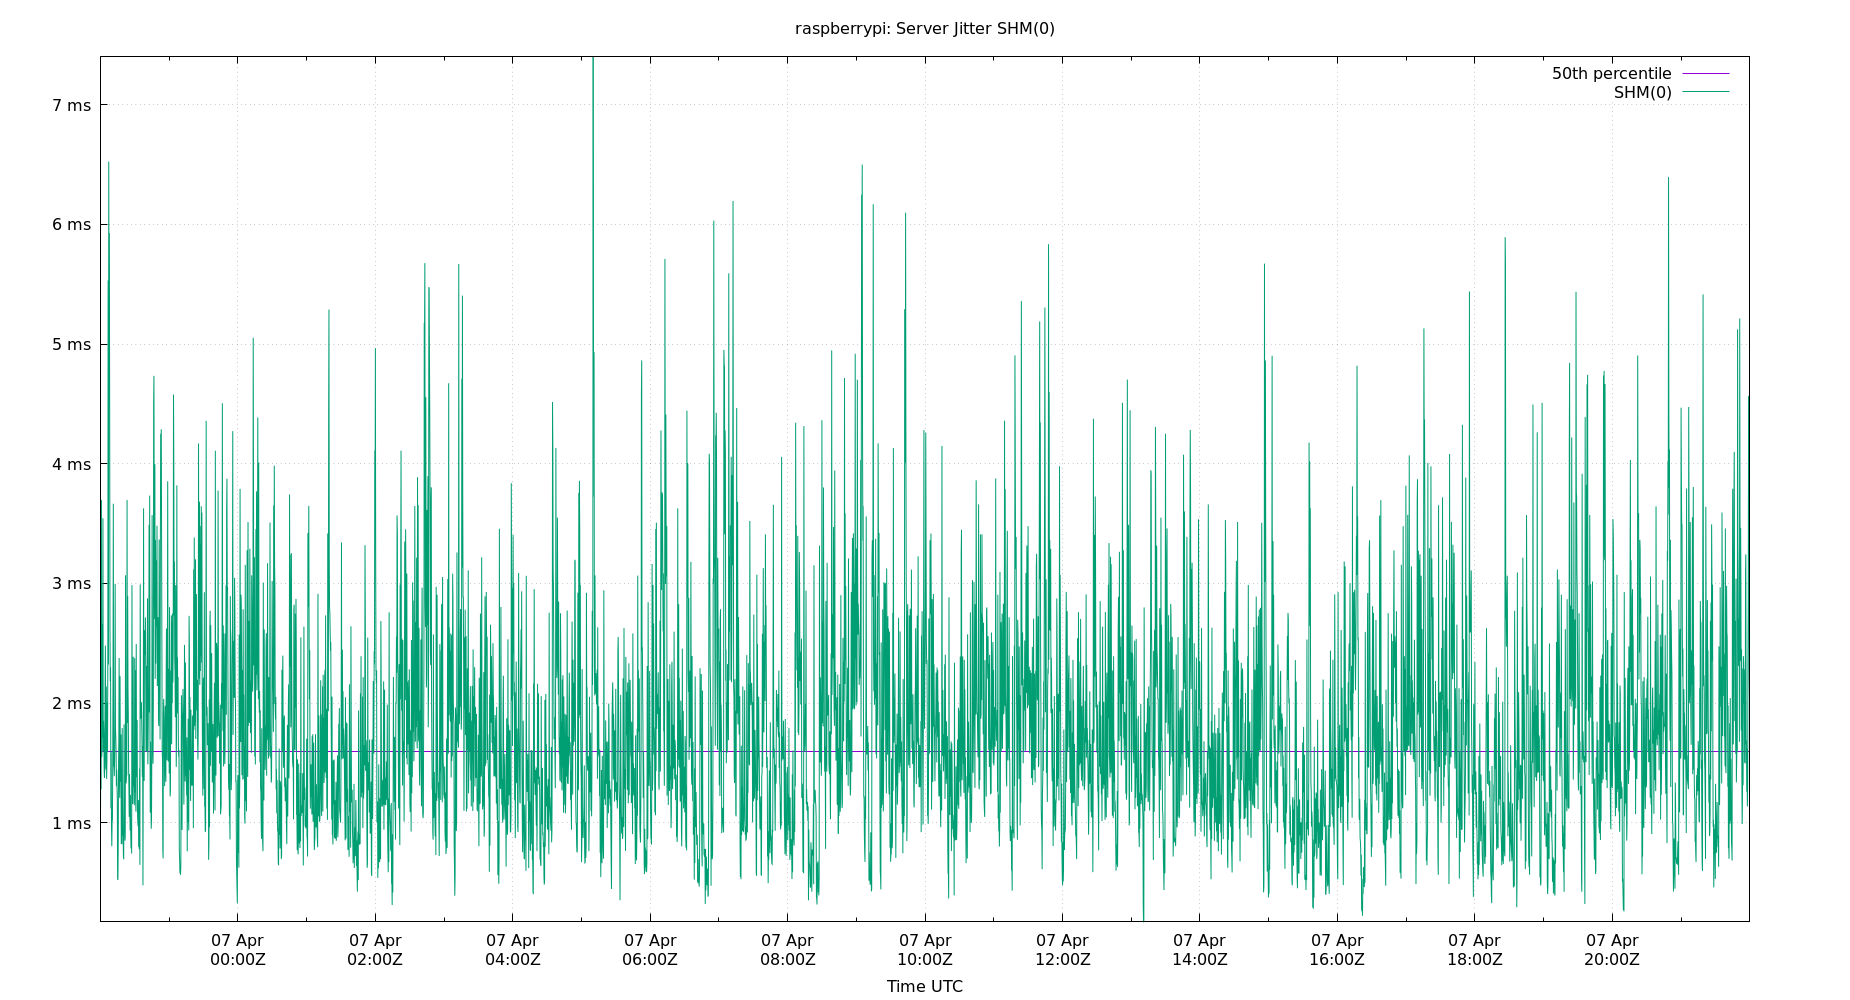 raspberrypi: Server Jitter SHM(0)
50th percentile
SHM(0)
7 ms
6 ms
5 ms
4 ms
3 ms
2 ms
1 ms
07 Apr 07 Apr 07 Apr 07 Apr 07 Apr 07 Apr 07 Apr 07 Apr 07 Apr 07 Apr 07 Apr
00:00Z 02:00Z 04:00Z 06:00Z 08:00Z 10:00Z 12:00Z 14:00Z 16:00Z 18:00Z 20:00Z
Time UTC